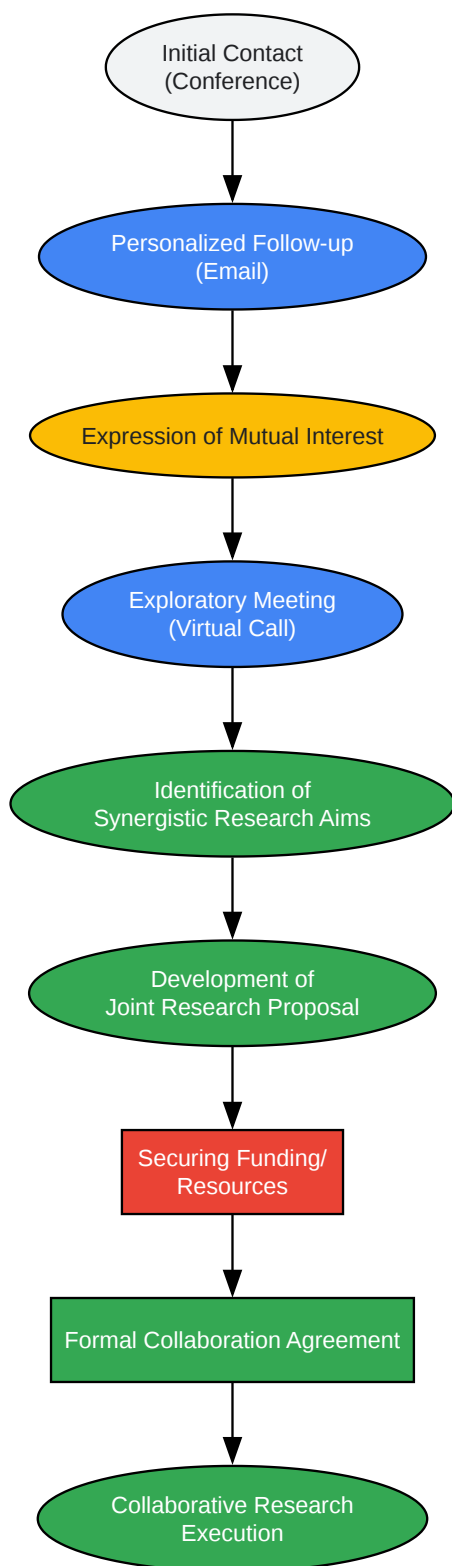 Initial Contact
(Conference)
Personalized Follow-up
(Email)
Expression of Mutual Interest
Exploratory Meeting
(Virtual Call)
Identification of
Synergistic Research Aims
Development of
Joint Research Proposal
Securing Funding/
Resources
Formal Collaboration Agreement
Collaborative Research
Execution